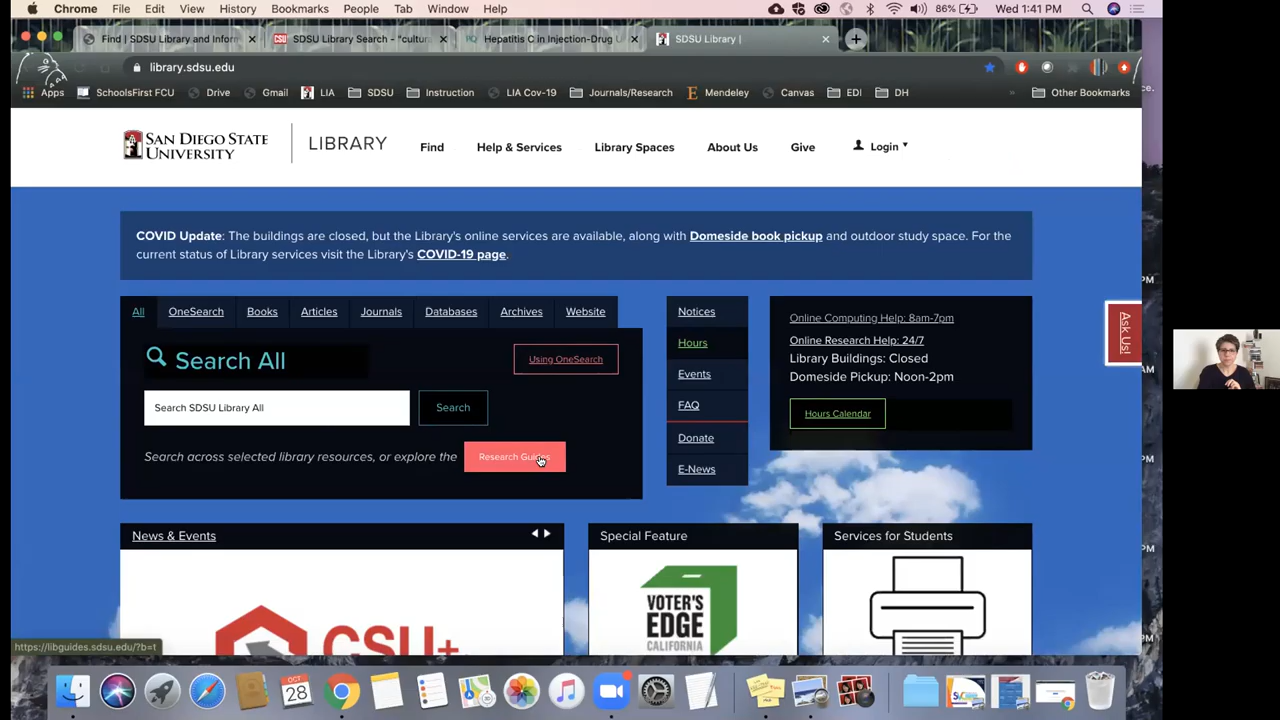 Chrome File Edit View History Bookmarks People Tab Window Help 86% Wed 1:41 PM
Find | SDSU Library and Inform SDSU Library Search - "cultu Hepatitis C in Injection-Drug U SDSU Library |
library.sdsu.edu
Apps SchoolsFirst FCU Drive Gmail LIA SDSU Instruction LIA Cov-19 Journals/Research Mendeley Canvas EDI DH » Other Bookmarks
SAN DIEGO STATE
UNIVERSITY
LIBRARY Find Help & Services Library Spaces About Us Give Login
COVID Update: The buildings are closed, but the Library's online services are available, along with Domeside book pickup and outdoor study space. For the
current status of Library services visit the Library's COVID-19 page.
All OneSearch Books Articles Journals Databases Archives Website
Search All Using OneSearch
Search SDSU Library All Search
Search across selected library resources, or explore the Research Guides
Notices
Hours
Events
FAQ
Donate
E-News
Online Computing Help: 8am-7pm
Online Research Help: 24/7
Library Buildings: Closed
Domeside Pickup: Noon-2pm
Hours Calendar
Ask Us!
News & Events Special Feature Services for Students
CSU+
VOTER'S
EDGE
CALIFORNIA
https://libguides.sdsu.edu/?b=t
OCT
28